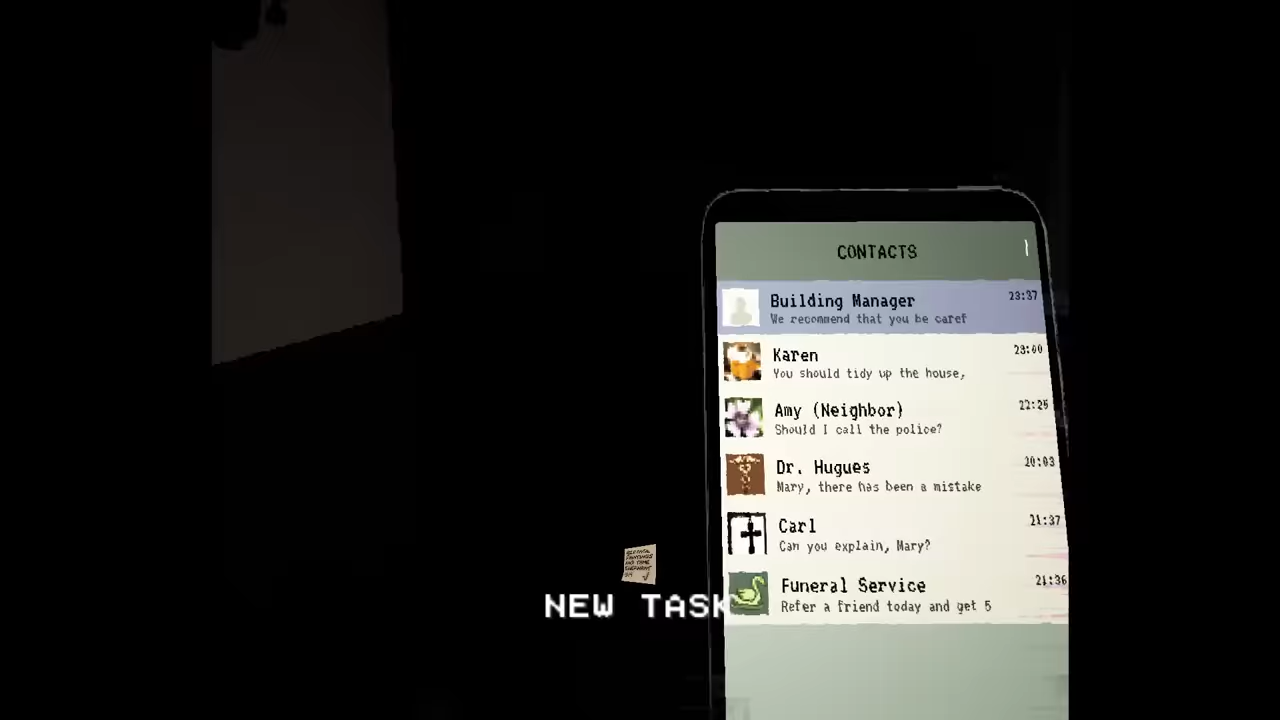 CONTACTS
Building Manager
23:37
We recommend that you be caref
Karen
23:00
You should tidy up the house,
Amy (Neighbor)
22:25
Should I call the police?
Dr. Hugues
20:03
Mary, there has been a mistake
Carl
21:37
Can you explain, Mary?
Funeral Service
21:36
Refer a friend today and get 5
NEW TASK